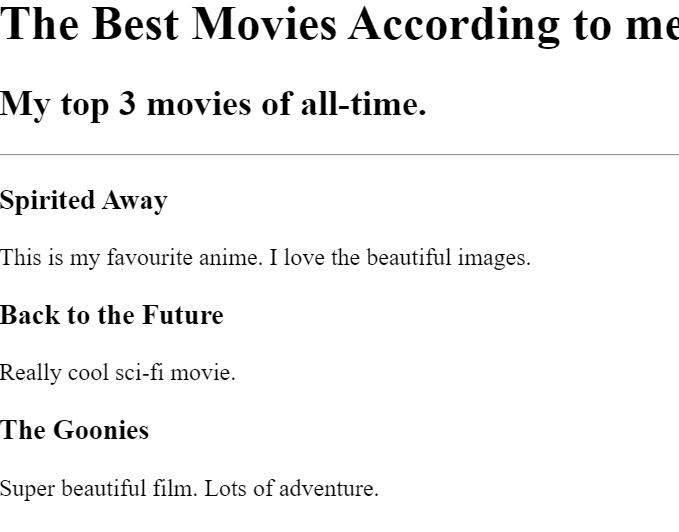 The Best Movies According to me
My top 3 movies of all-time.
Spirited Away
This is my favourite anime. I love the beautiful images.
Back to the Future
Really cool sci-fi movie.
The Goonies
Super beautiful film. Lots of adventure.